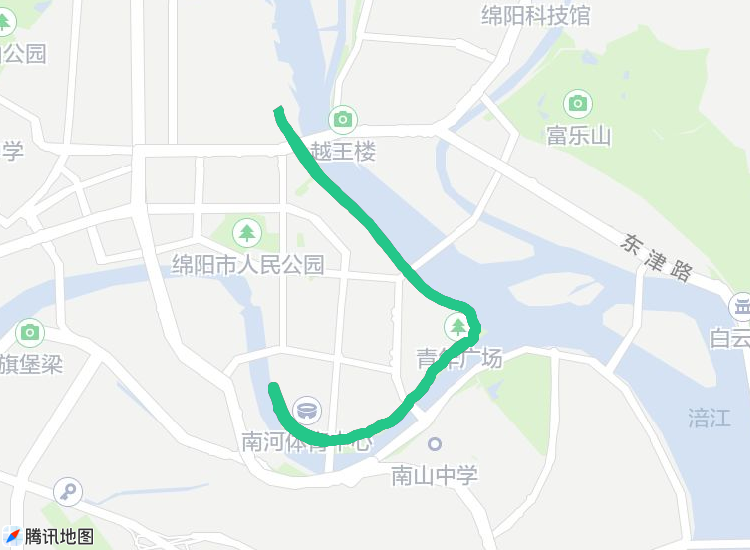 绵阳科技馆
公园
学
越王楼
富乐山
东津路
绵阳市人民公园
青年广场
旗堡梁
白云
涪江
南河体育中心
南山中学
腾讯地图